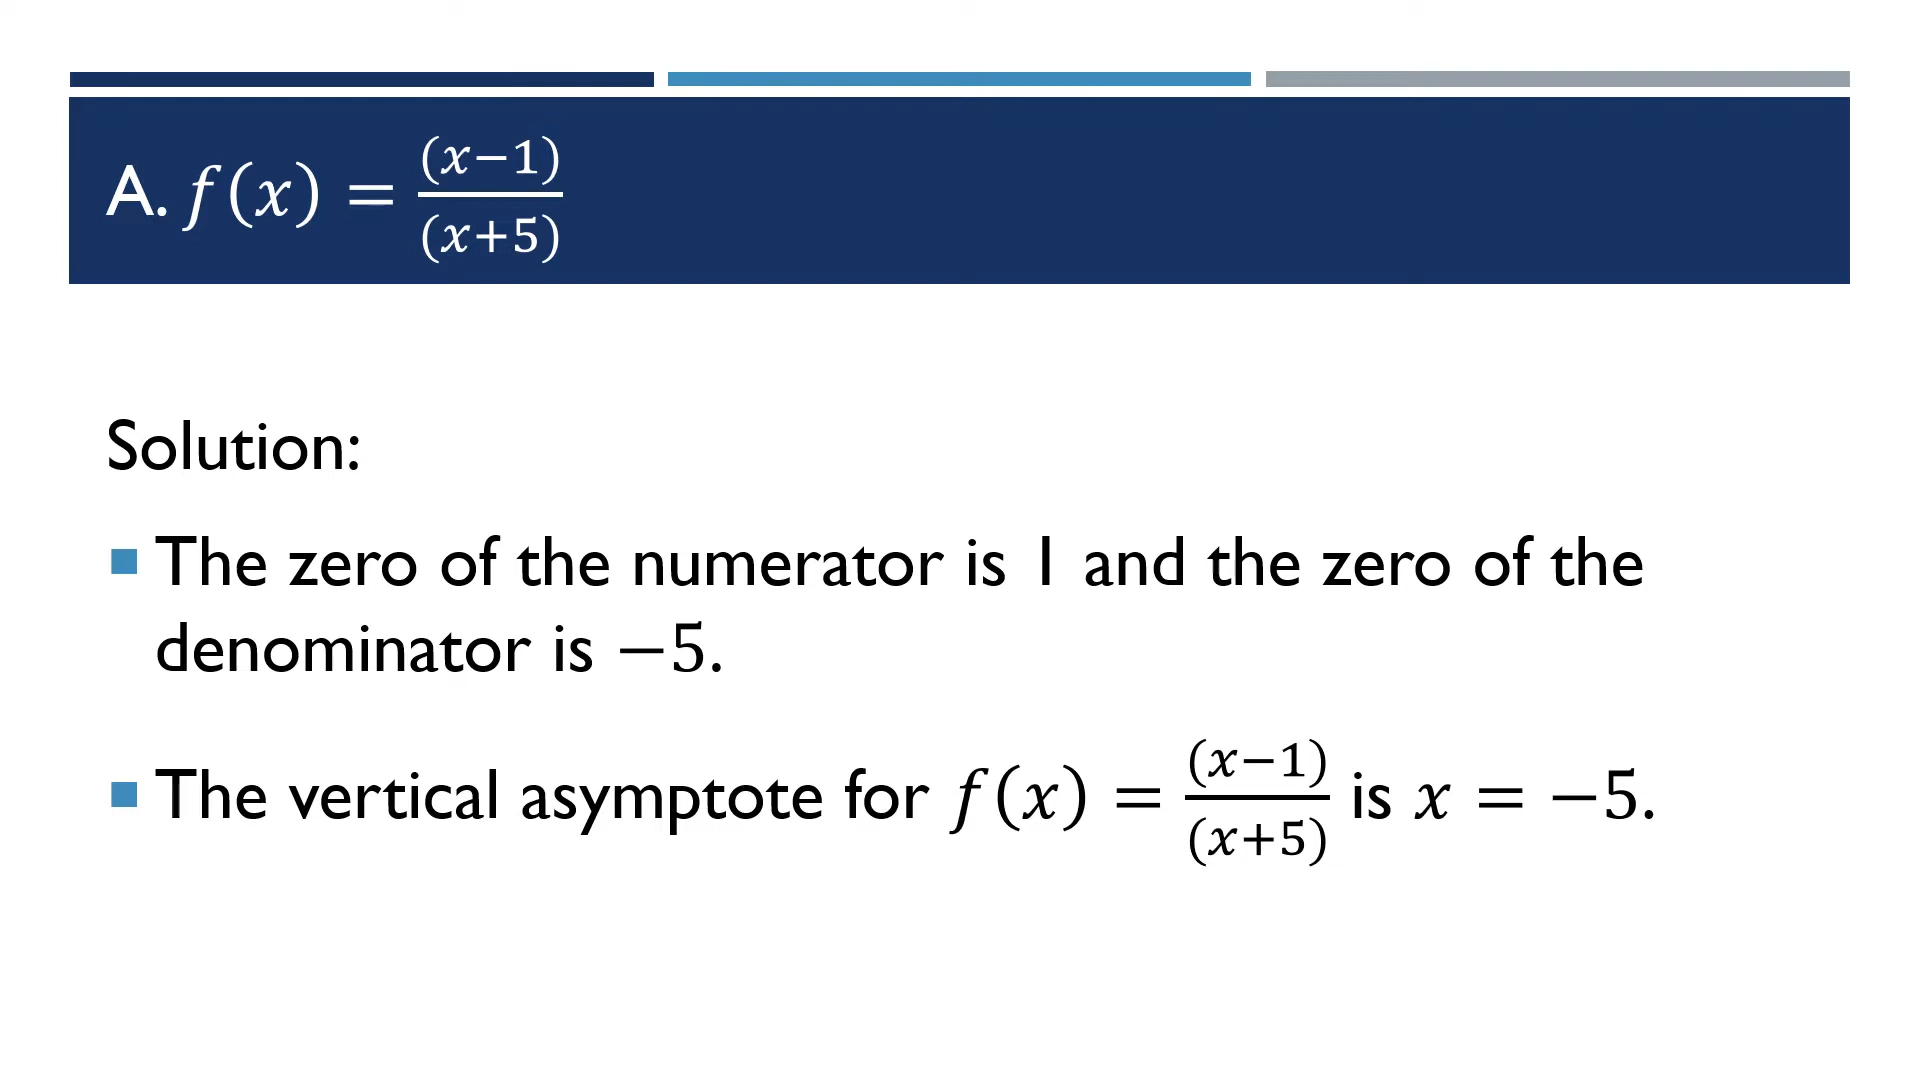 A. f(x) = (x−1)/(x+5)
Solution:
▪ The zero of the numerator is 1 and the zero of the
denominator is −5.
▪ The vertical asymptote for f(x) = (x−1)/(x+5) is x = −5.